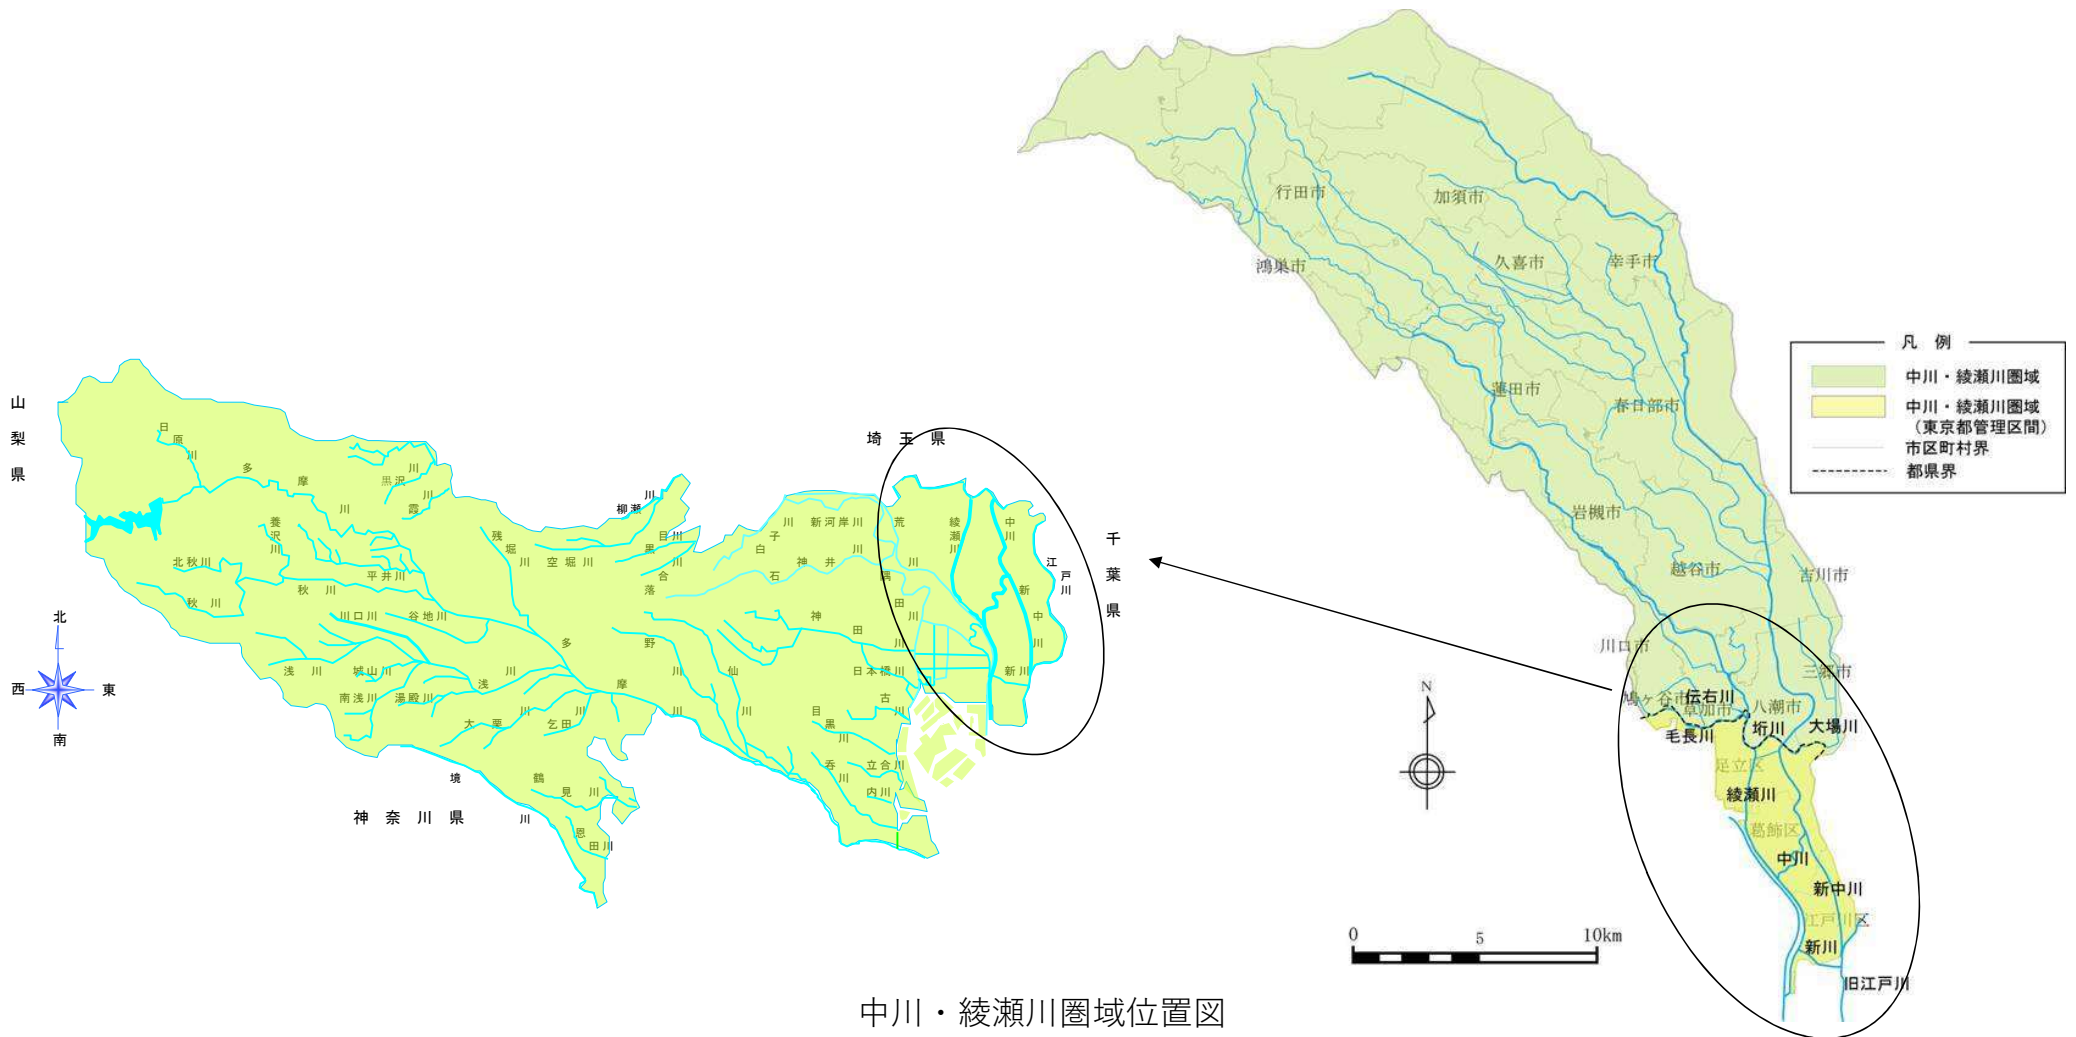 山梨県
埼玉県
千葉県
神奈川県
北
西
東
南
日原川
多摩川
黒沢川
霞川
養沢川
北秋川
秋川
平井川
秋川
川口川
谷地川
浅川
城山川
南浅川
湯殿川
浅川
大栗川
乞田川
多摩川
残堀川
空堀川
柳瀬川
黒目川
落合川
白子川
新河岸川
石神井川
荒川
隅田川
綾瀬川
中川
江戸川
新中川
新川
神田川
日本橋川
古川
目黒川
野川
仙川
呑川
立合川
内川
境川
鶴見川
恩田川
行田市
加須市
鴻巣市
久喜市
幸手市
蓮田市
春日部市
岩槻市
越谷市
吉川市
川口市
三郷市
鳩ヶ谷市
伝右川
草加市
八潮市
毛長川
垳川
大場川
足立区
綾瀬川
葛飾区
中川
新中川
江戸川区
新川
旧江戸川
凡例
中川・綾瀬川圏域
中川・綾瀬川圏域
（東京都管理区間）
市区町村界
都県界
N
0 5 10km
中川・綾瀬川圏域位置図